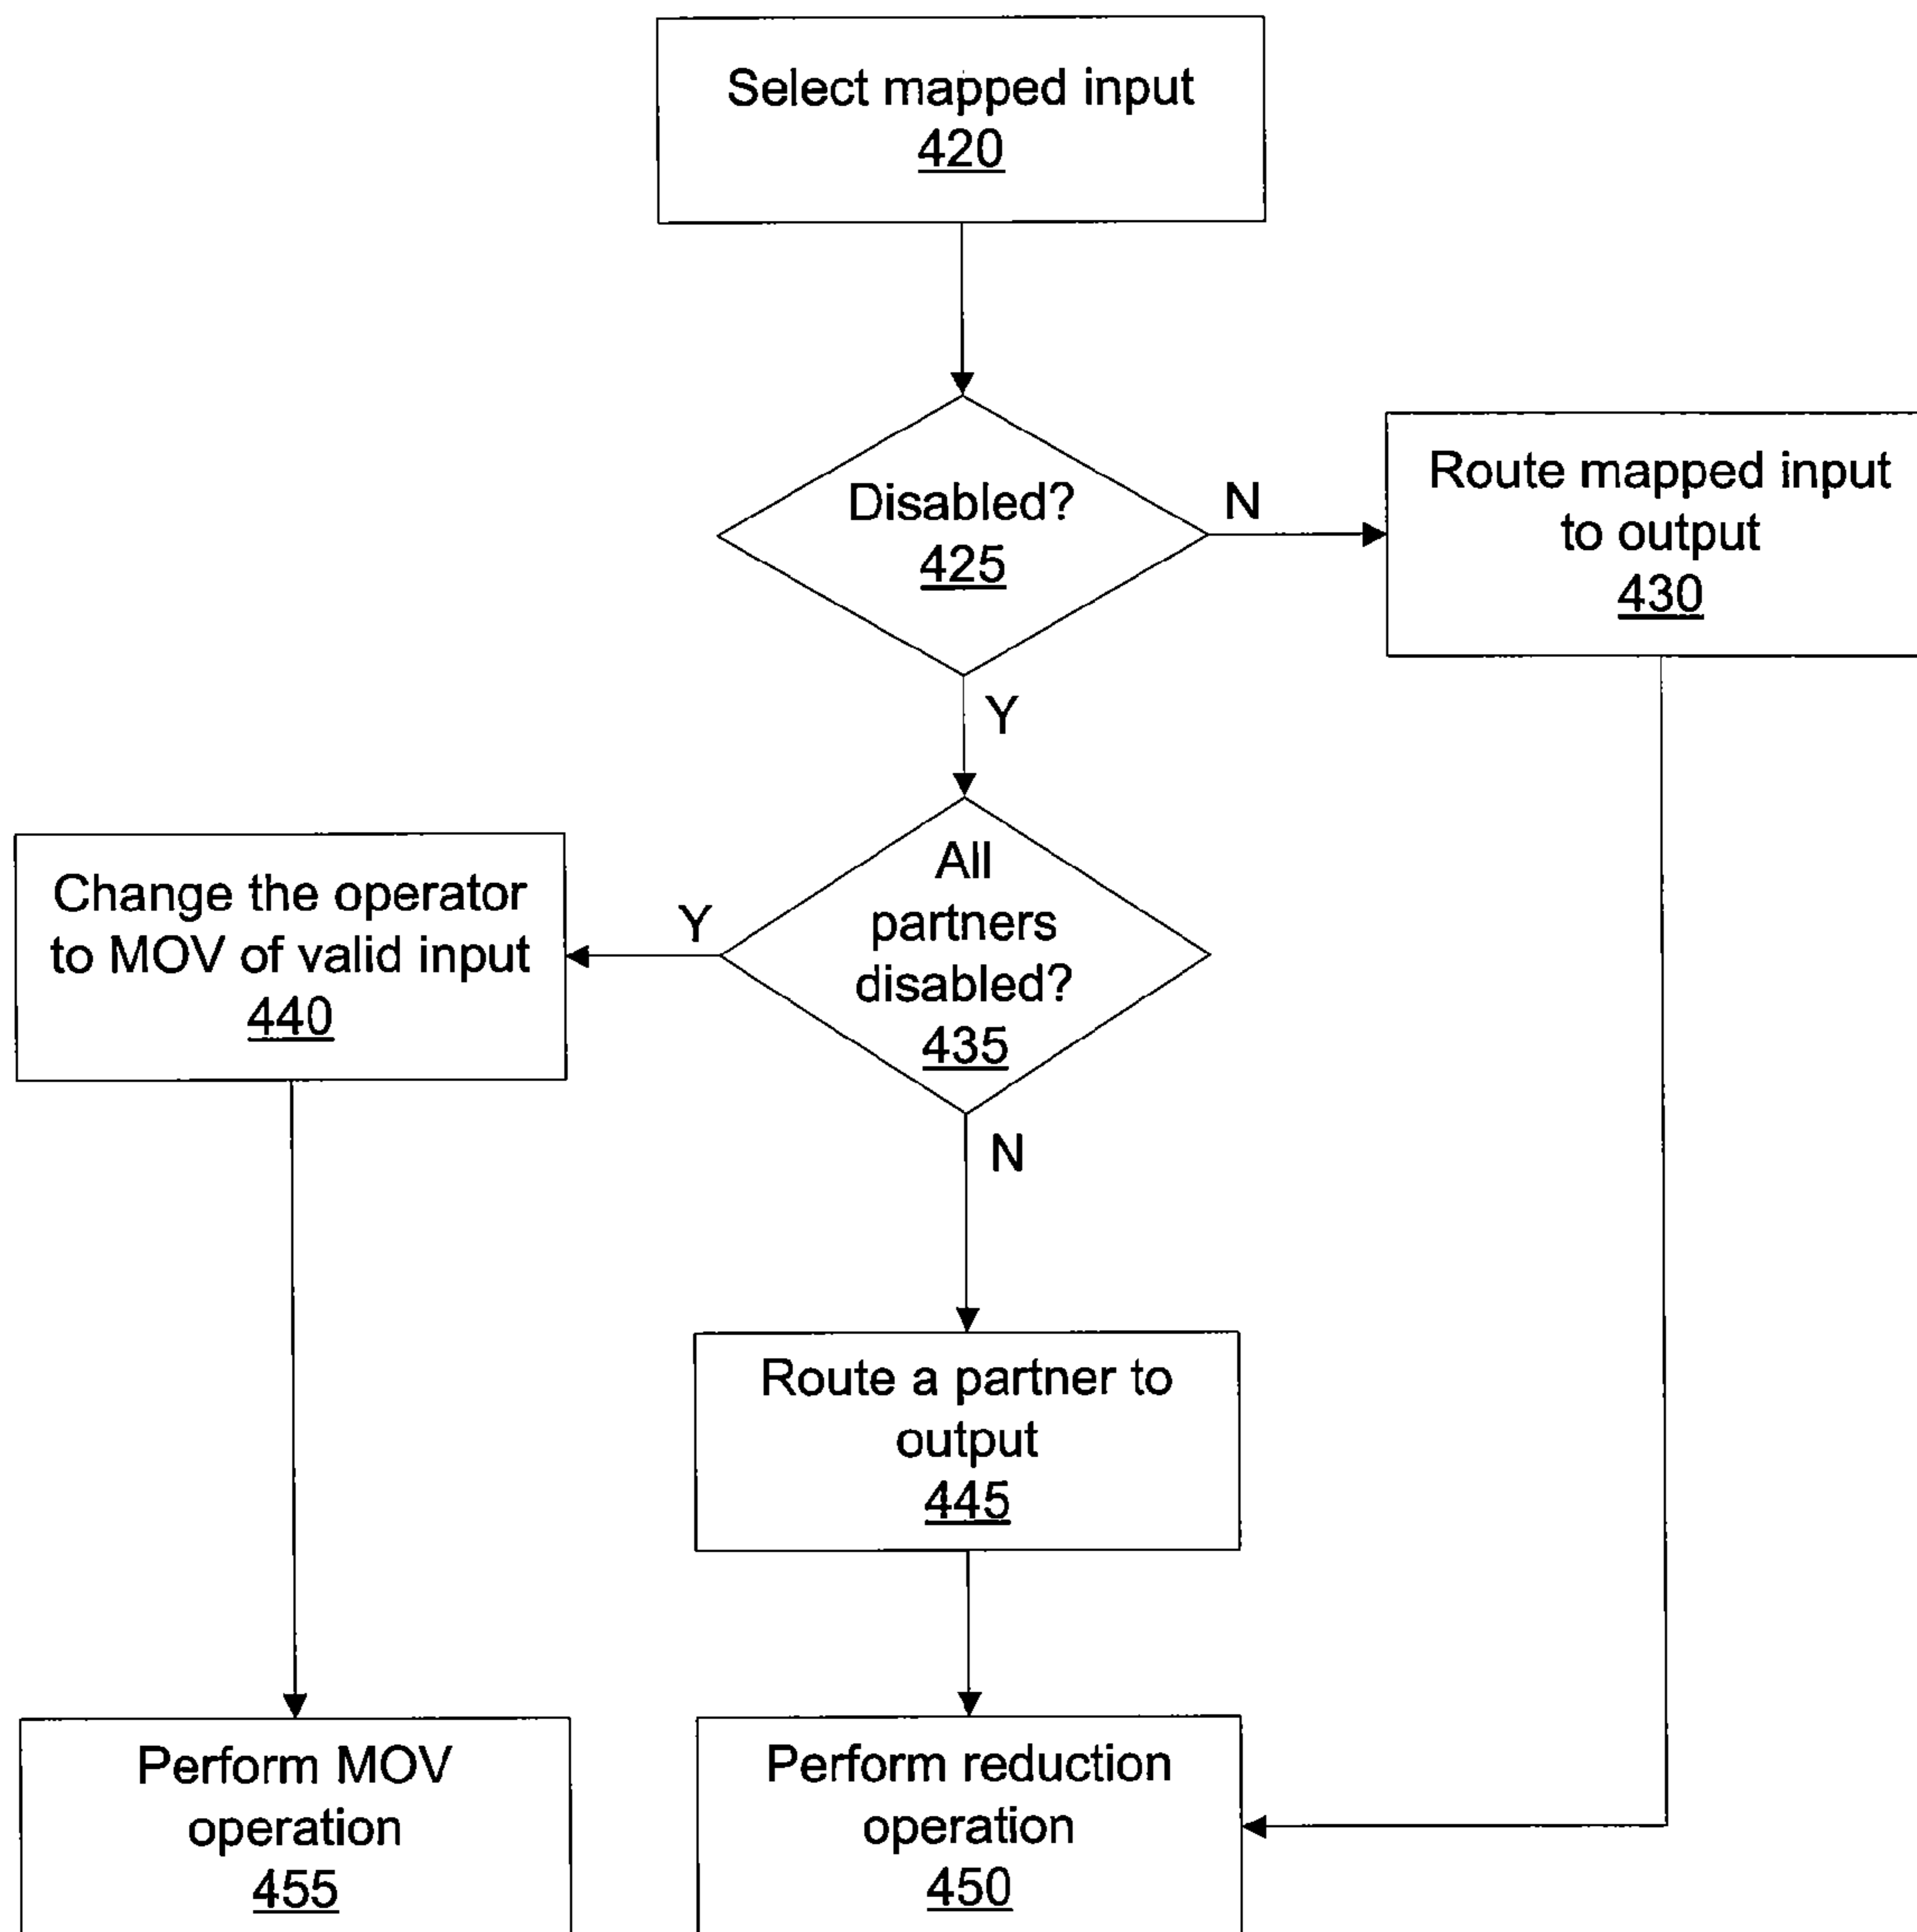 Select mapped input
420
Disabled?
425
N
Route mapped input
to output
430
Y
All
partners
disabled?
435
Y
Change the operator
to MOV of valid input
440
N
Route a partner to
output
445
Perform MOV
operation
455
Perform reduction
operation
450